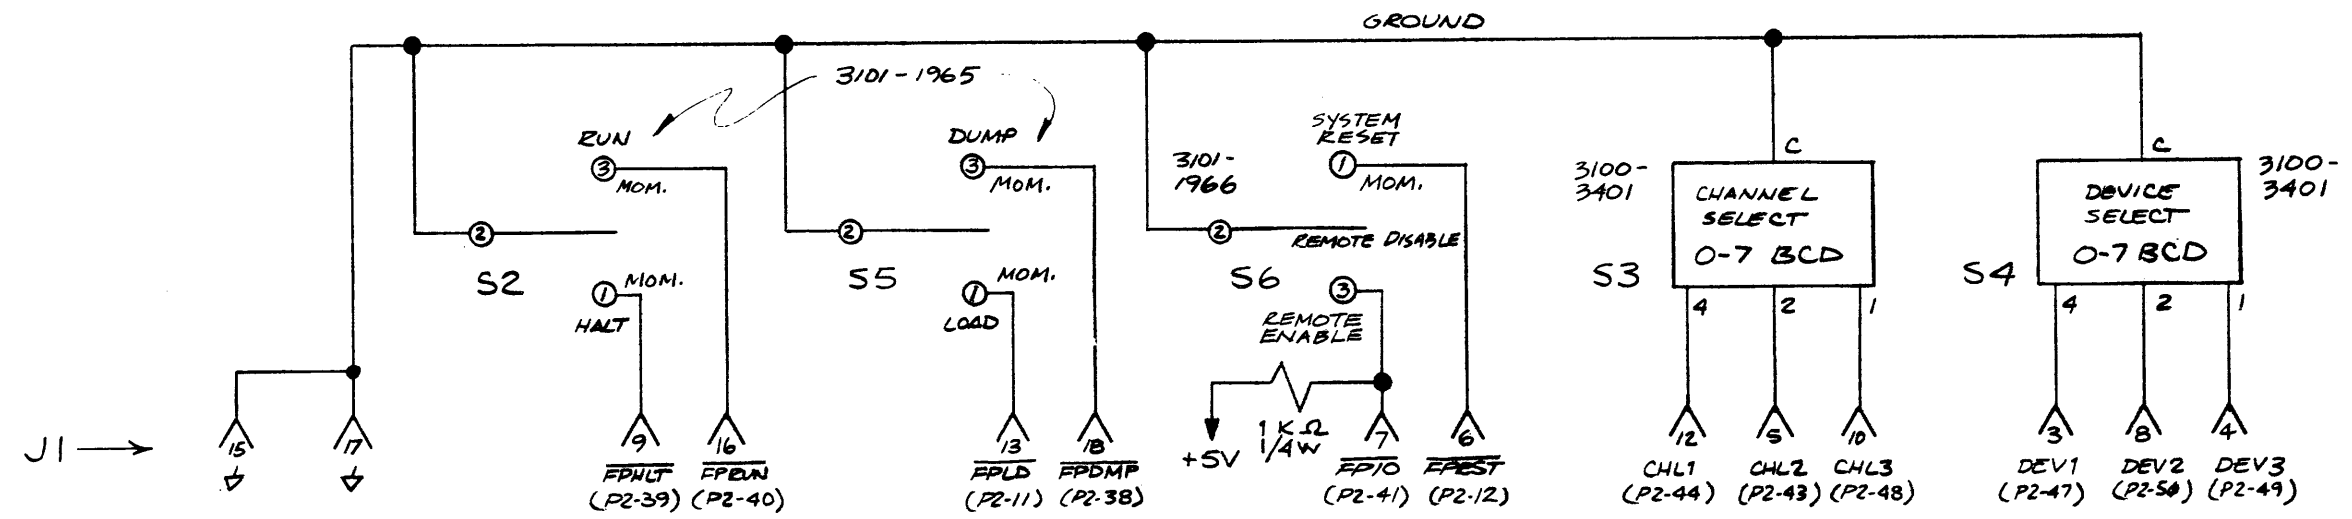 GROUND
3101-1965
RUN
3
MOM.
2
S2
MOM.
1
HALT
DUMP
3
MOM.
2
S5
MOM.
1
LOAD
SYSTEM
RESET
3101-
1966
1
MOM.
2
REMOTE DISABLE
S6
3
REMOTE
ENABLE
1KΩ
1/4W
+5V
C
3100-
3401
CHANNEL
SELECT
0-7 BCD
S3
4 2 1
C
3100-
3401
DEVICE
SELECT
0-7 BCD
S4
4 2 1
J1
15 17 9 16 13 18 7 6 12 5 10 3 8 4
FPHLT FPRUN FPLD FPDMP FPIO FPRST CHL1 CHL2 CHL3 DEV1 DEV2 DEV3
(P2-39) (P2-40) (P2-11) (P2-38) (P2-41) (P2-12) (P2-44) (P2-43) (P2-48) (P2-47) (P2-49)